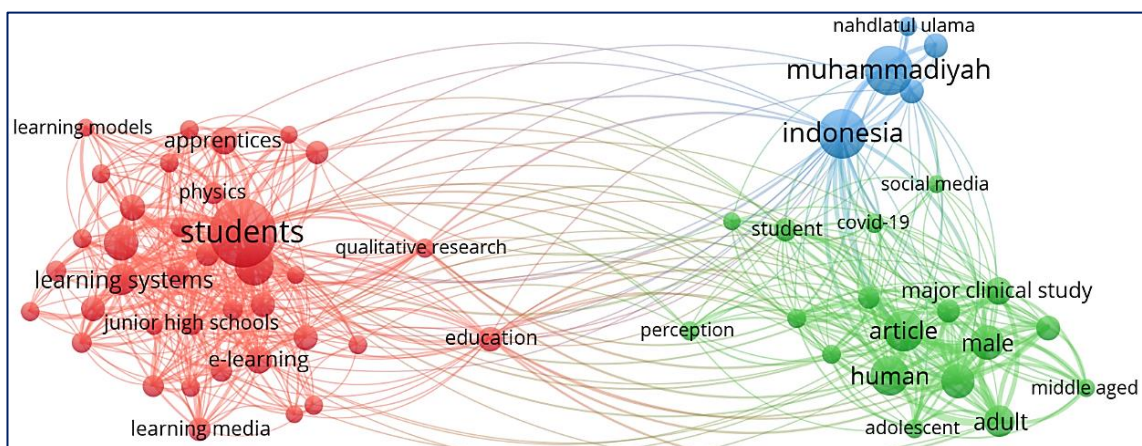 nahdlatul ulama
muhammadiyah
indonesia
learning models
apprentices
physics
students
qualitative research
learning systems
junior high schools
education
e-learning
learning media
social media
covid-19
student
major clinical study
perception
article
male
human
middle aged
adolescent
adult